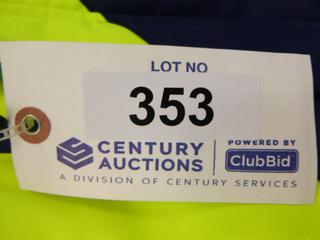 LOT NO
353
CENTURY
AUCTIONS
POWERED BY
ClubBid
A DIVISION OF CENTURY SERVICES